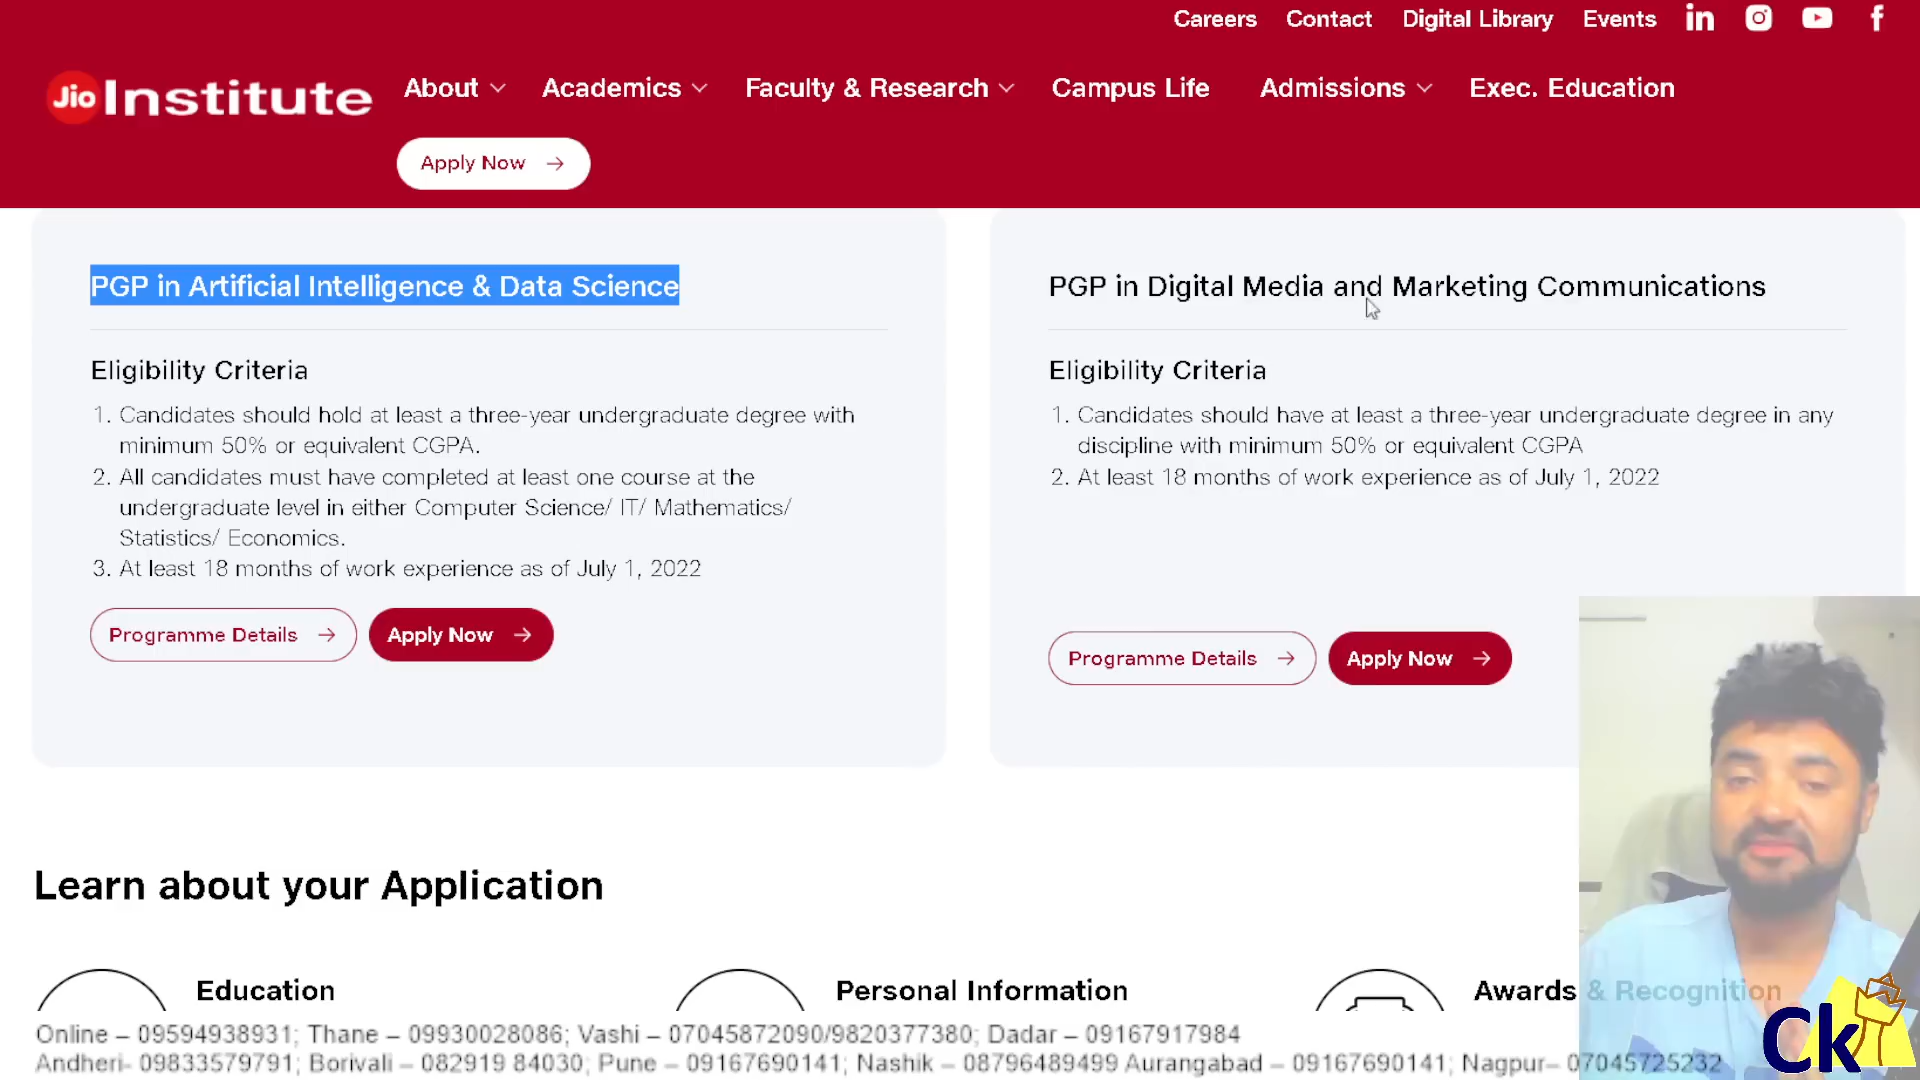 Careers Contact Digital Library Events
Jio Institute About Academics Faculty & Research Campus Life Admissions Exec. Education
Apply Now
PGP in Artificial Intelligence & Data Science
Eligibility Criteria
1. Candidates should hold at least a three-year undergraduate degree with
minimum 50% or equivalent CGPA.
2. All candidates must have completed at least one course at the
undergraduate level in either Computer Science/ IT/ Mathematics/
Statistics/ Economics.
3. At least 18 months of work experience as of July 1, 2022
Programme Details Apply Now
PGP in Digital Media and Marketing Communications
Eligibility Criteria
1. Candidates should have at least a three-year undergraduate degree in any
discipline with minimum 50% or equivalent CGPA
2. At least 18 months of work experience as of July 1, 2022
Programme Details Apply Now
Learn about your Application
Education Personal Information Awards & Recognition
Online – 09594938931; Thane – 09930028086; Vashi – 07045872090/9820377380; Dadar – 09167917984
Andheri- 09833579791; Borivali – 082919 84030; Pune – 09167690141; Nashik – 08796489499 Aurangabad – 09167690141; Nagpur– 07045725232
Ck